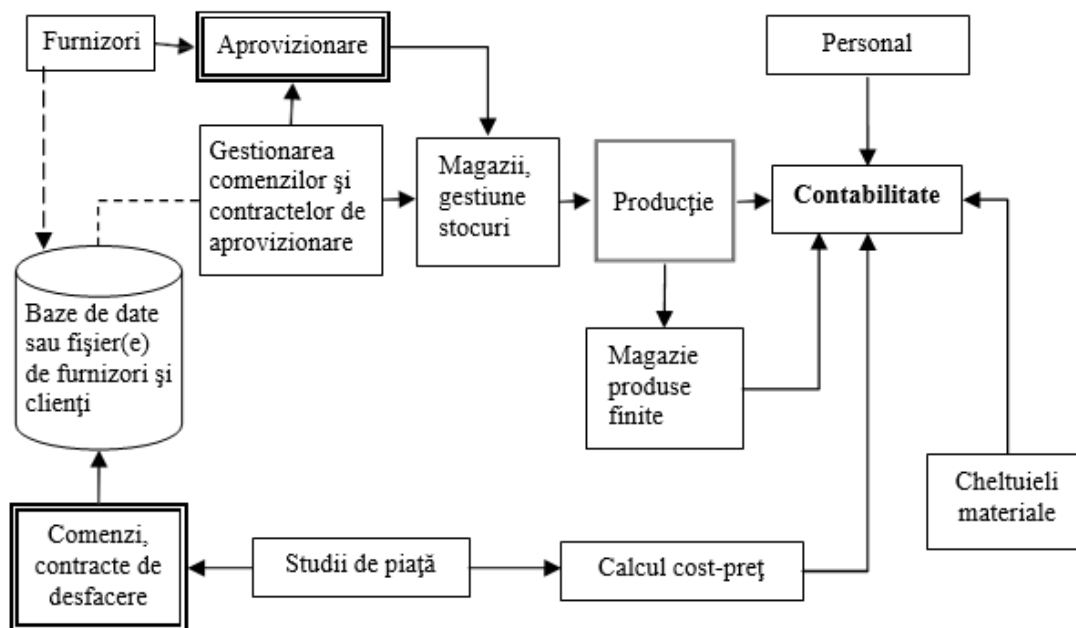 Furnizori
Aprovizionare
Personal
Gestionarea
comenzilor şi
contractelor de
aprovizionare
Magazii,
gestiune
stocuri
Producţie
Contabilitate
Baze de date
sau fişier(e)
de furnizori şi
clienţi
Magazie
produse
finite
Cheltuieli
materiale
Comenzi,
contracte de
desfacere
Studii de piaţă
Calcul cost-preţ